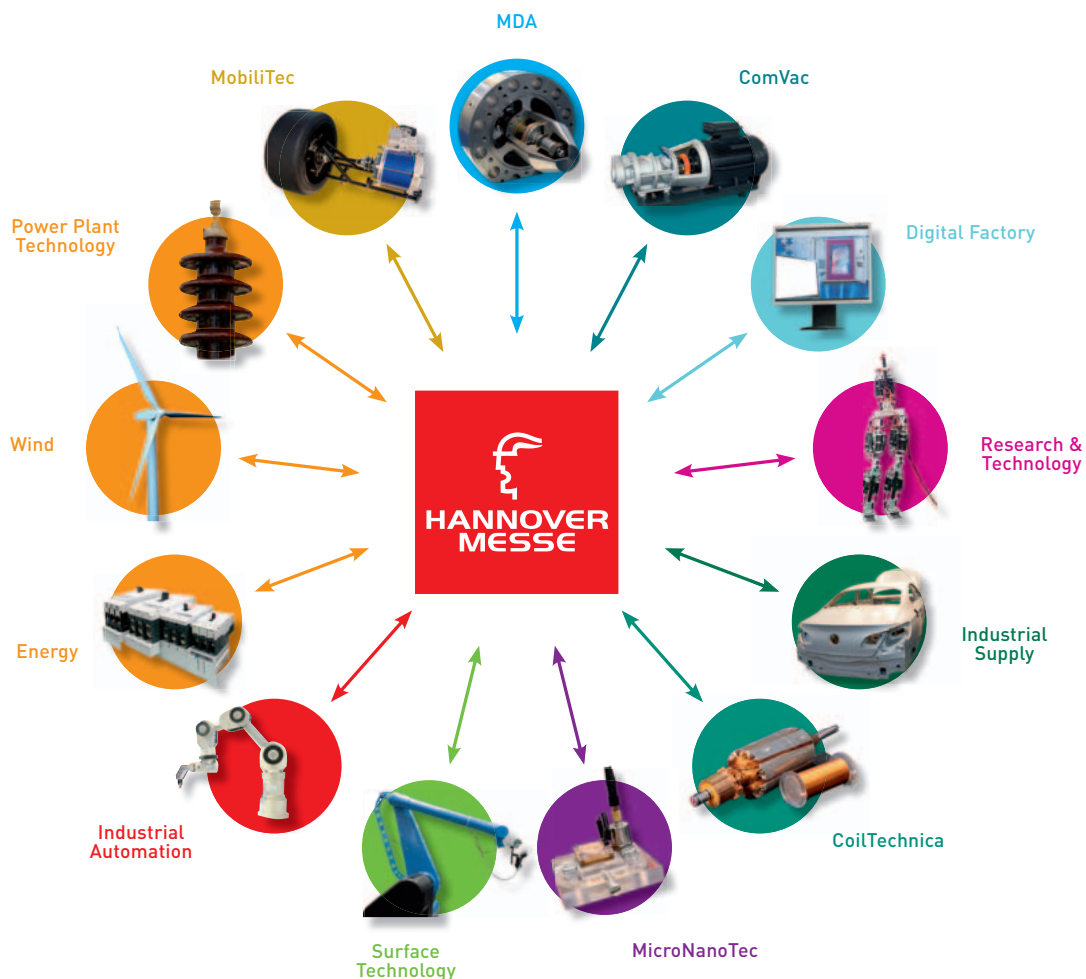 MDA
MobiliTec
ComVac
Power Plant
Technology
Digital Factory
Wind
Research &
Technology
HANNOVER
MESSE
Energy
Industrial
Supply
Industrial
Automation
CoilTechnica
Surface
Technology
MicroNanoTec